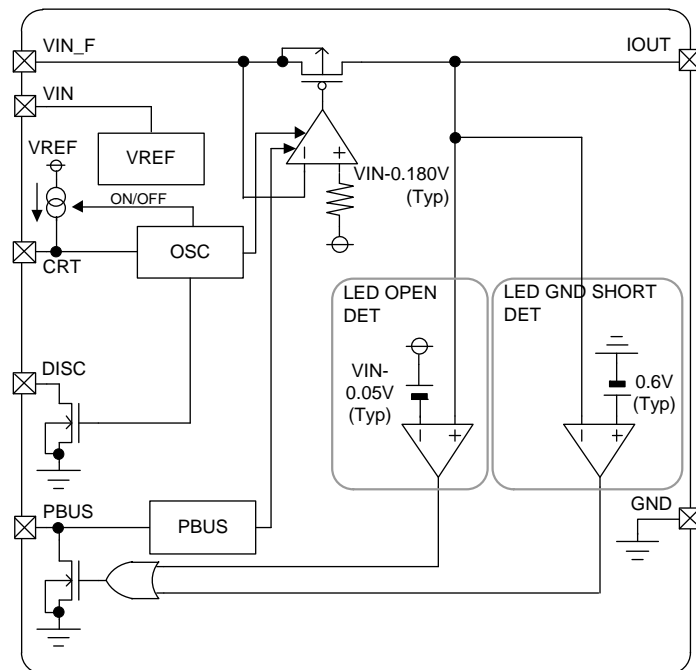 VIN_F
IOUT
VIN
VREF
VREF
ON/OFF
OSC
CRT
− +
VIN-0.180V
(Typ)
LED OPEN
DET
LED GND SHORT
DET
DISC
VIN-
0.05V
(Typ)
0.6V
(Typ)
− +
− +
PBUS
PBUS
GND